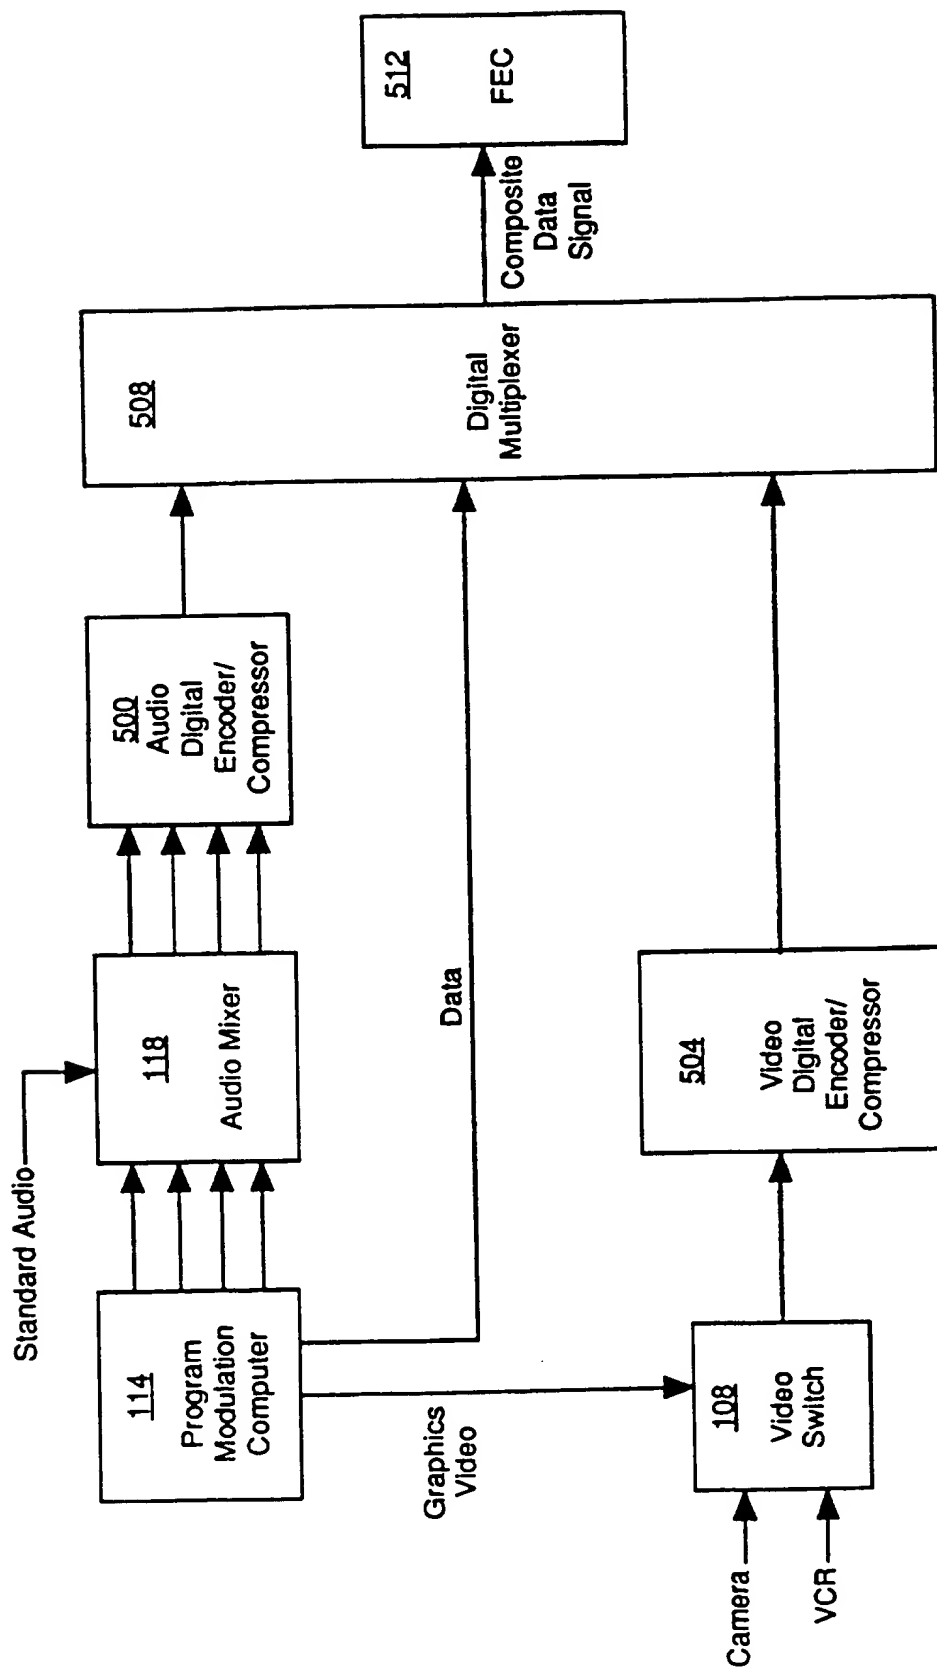 Standard Audio
114
Program
Modulation
Computer
118
Audio Mixer
500
Audio
Digital
Encoder/
Compressor
508
Digital
Multiplexer
Composite
Data
Signal
512
FEC
Data
Graphics
Video
Camera
VCR
108
Video
Switch
504
Video
Digital
Encoder/
Compressor